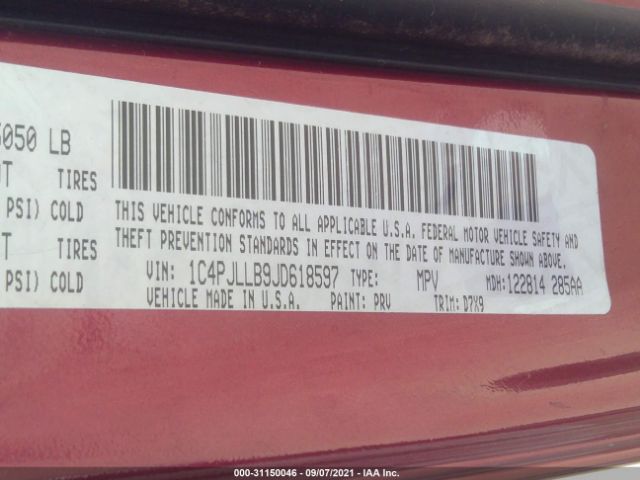 5050 LB
TIRES
PSI) COLD
TIRES
PSI) COLD
THIS VEHICLE CONFORMS TO ALL APPLICABLE U.S.A. FEDERAL MOTOR VEHICLE SAFETY AND
THEFT PREVENTION STANDARDS IN EFFECT ON THE DATE OF MANUFACTURE SHOWN ABOVE.
VIN: 1C4PJLLB9JD618597 TYPE: MPV MDH: 122814 285AA
VEHICLE MADE IN U.S.A. PAINT: PRV TRIM: D7X9
000-31150046 - 09/07/2021 - IAA Inc.